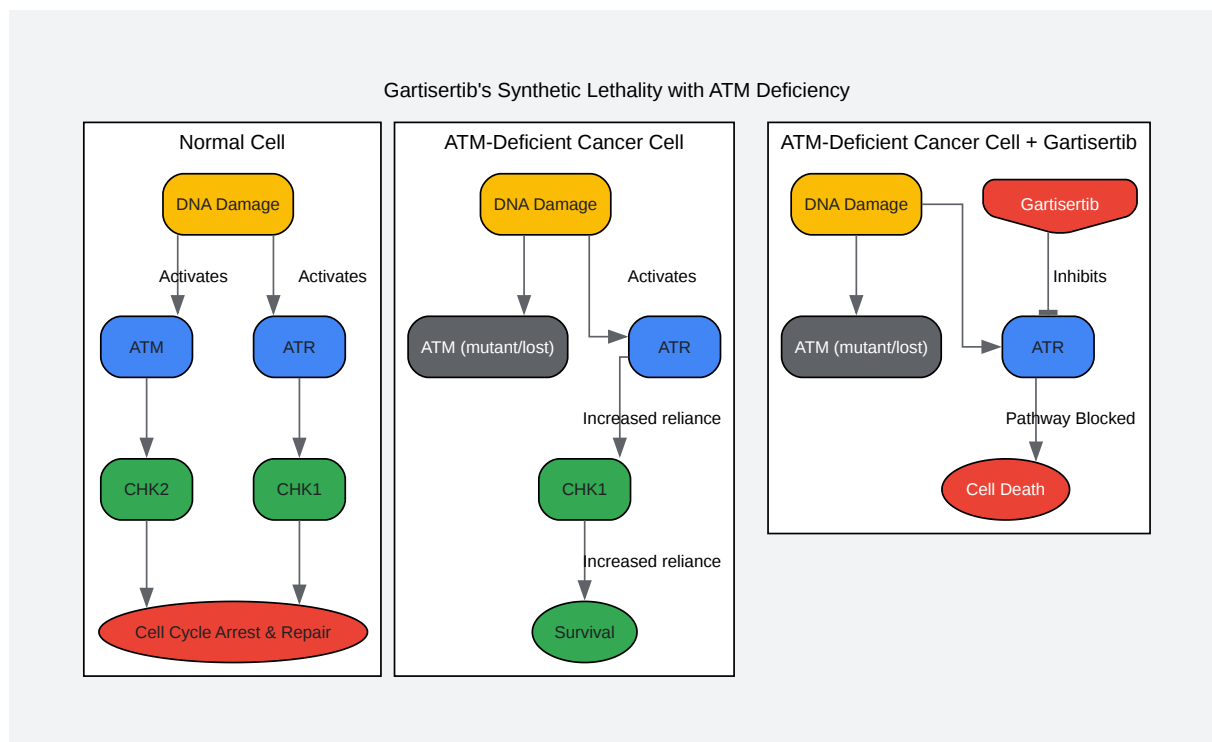 Gartisertib's Synthetic Lethality with ATM Deficiency
Normal Cell
DNA Damage
Activates
Activates
ATM
ATR
CHK2
CHK1
Cell Cycle Arrest & Repair
ATM-Deficient Cancer Cell
DNA Damage
Activates
ATM (mutant/lost)
ATR
Increased reliance
CHK1
Increased reliance
Survival
ATM-Deficient Cancer Cell + Gartisertib
DNA Damage
Gartisertib
Inhibits
ATM (mutant/lost)
ATR
Pathway Blocked
Cell Death